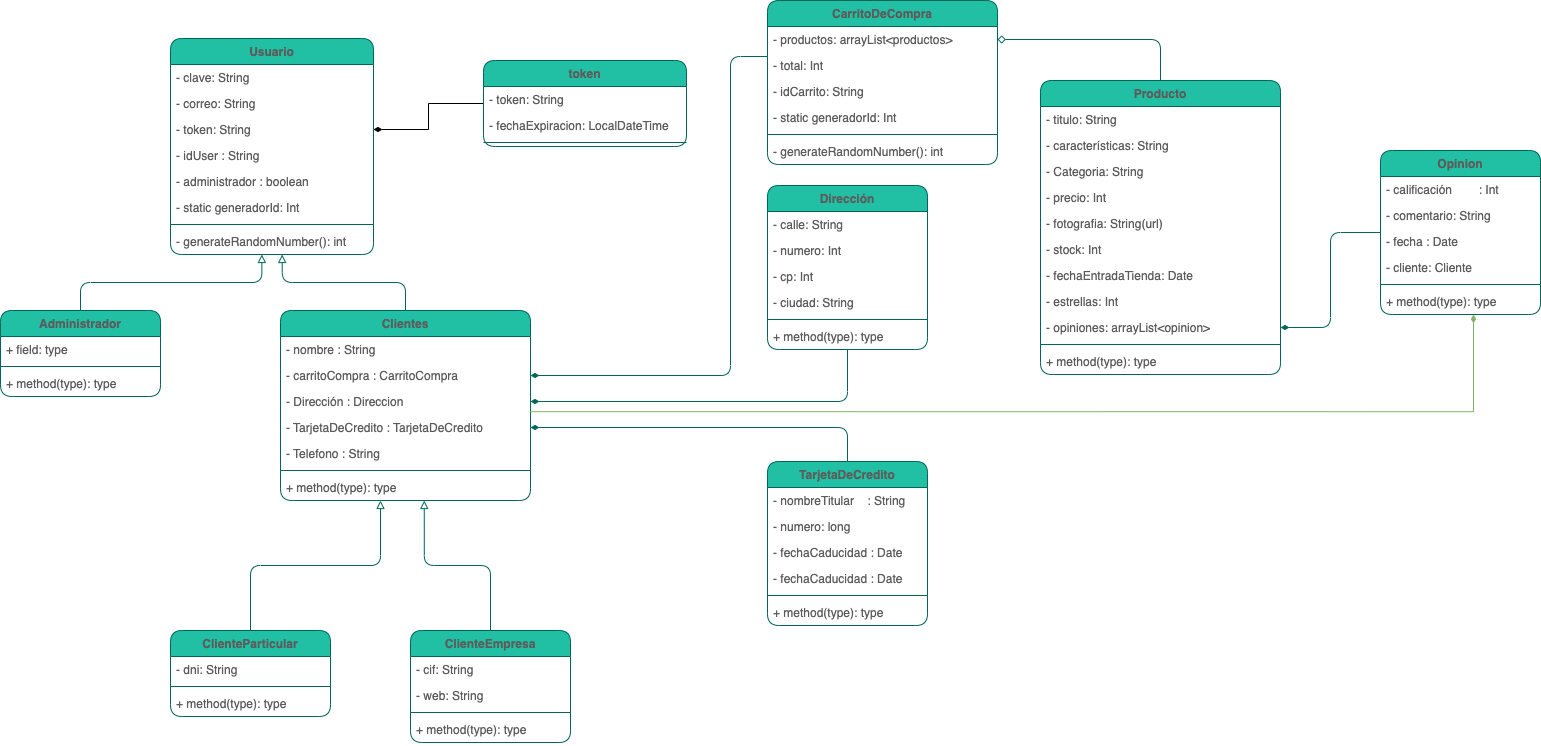 Usuario
- clave: String
- correo: String
- token: String
- idUser : String
- administrador : boolean
- static generadorId: Int
- generateRandomNumber(): int
token
- token: String
- fechaExpiracion: LocalDateTime
CarritoDeCompra
- productos: arrayList<productos>
- total: Int
- idCarrito: String
- static generadorId: Int
- generateRandomNumber(): int
Dirección
- calle: String
- numero: Int
- cp: Int
- ciudad: String
+ method(type): type
Producto
- titulo: String
- características: String
- Categoria: String
- precio: Int
- fotografia: String(url)
- stock: Int
- fechaEntradaTienda: Date
- estrellas: Int
- opiniones: arrayList<opinion>
+ method(type): type
Opinion
- calificación : Int
- comentario: String
- fecha : Date
- cliente: Cliente
+ method(type): type
Administrador
+ field: type
+ method(type): type
Clientes
- nombre : String
- carritoCompra : CarritoCompra
- Dirección : Direccion
- TarjetaDeCredito : TarjetaDeCredito
- Telefono : String
+ method(type): type
TarjetaDeCredito
- nombreTitular : String
- numero: long
- fechaCaducidad : Date
- fechaCaducidad : Date
+ method(type): type
ClienteParticular
- dni: String
+ method(type): type
ClienteEmpresa
- cif: String
- web: String
+ method(type): type